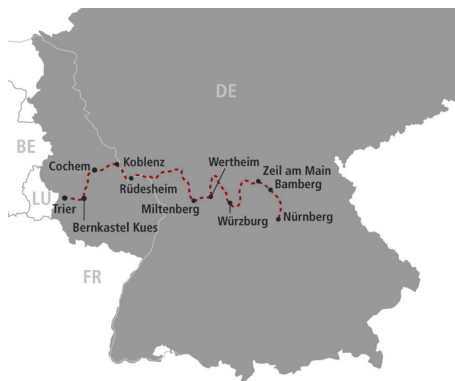 DE
BE
Koblenz
Wertheim
Cochem
Zeil am Main
Rüdesheim
Bamberg
LU
Trier
Miltenberg
Würzburg
Nürnberg
Bernkastel Kues
FR